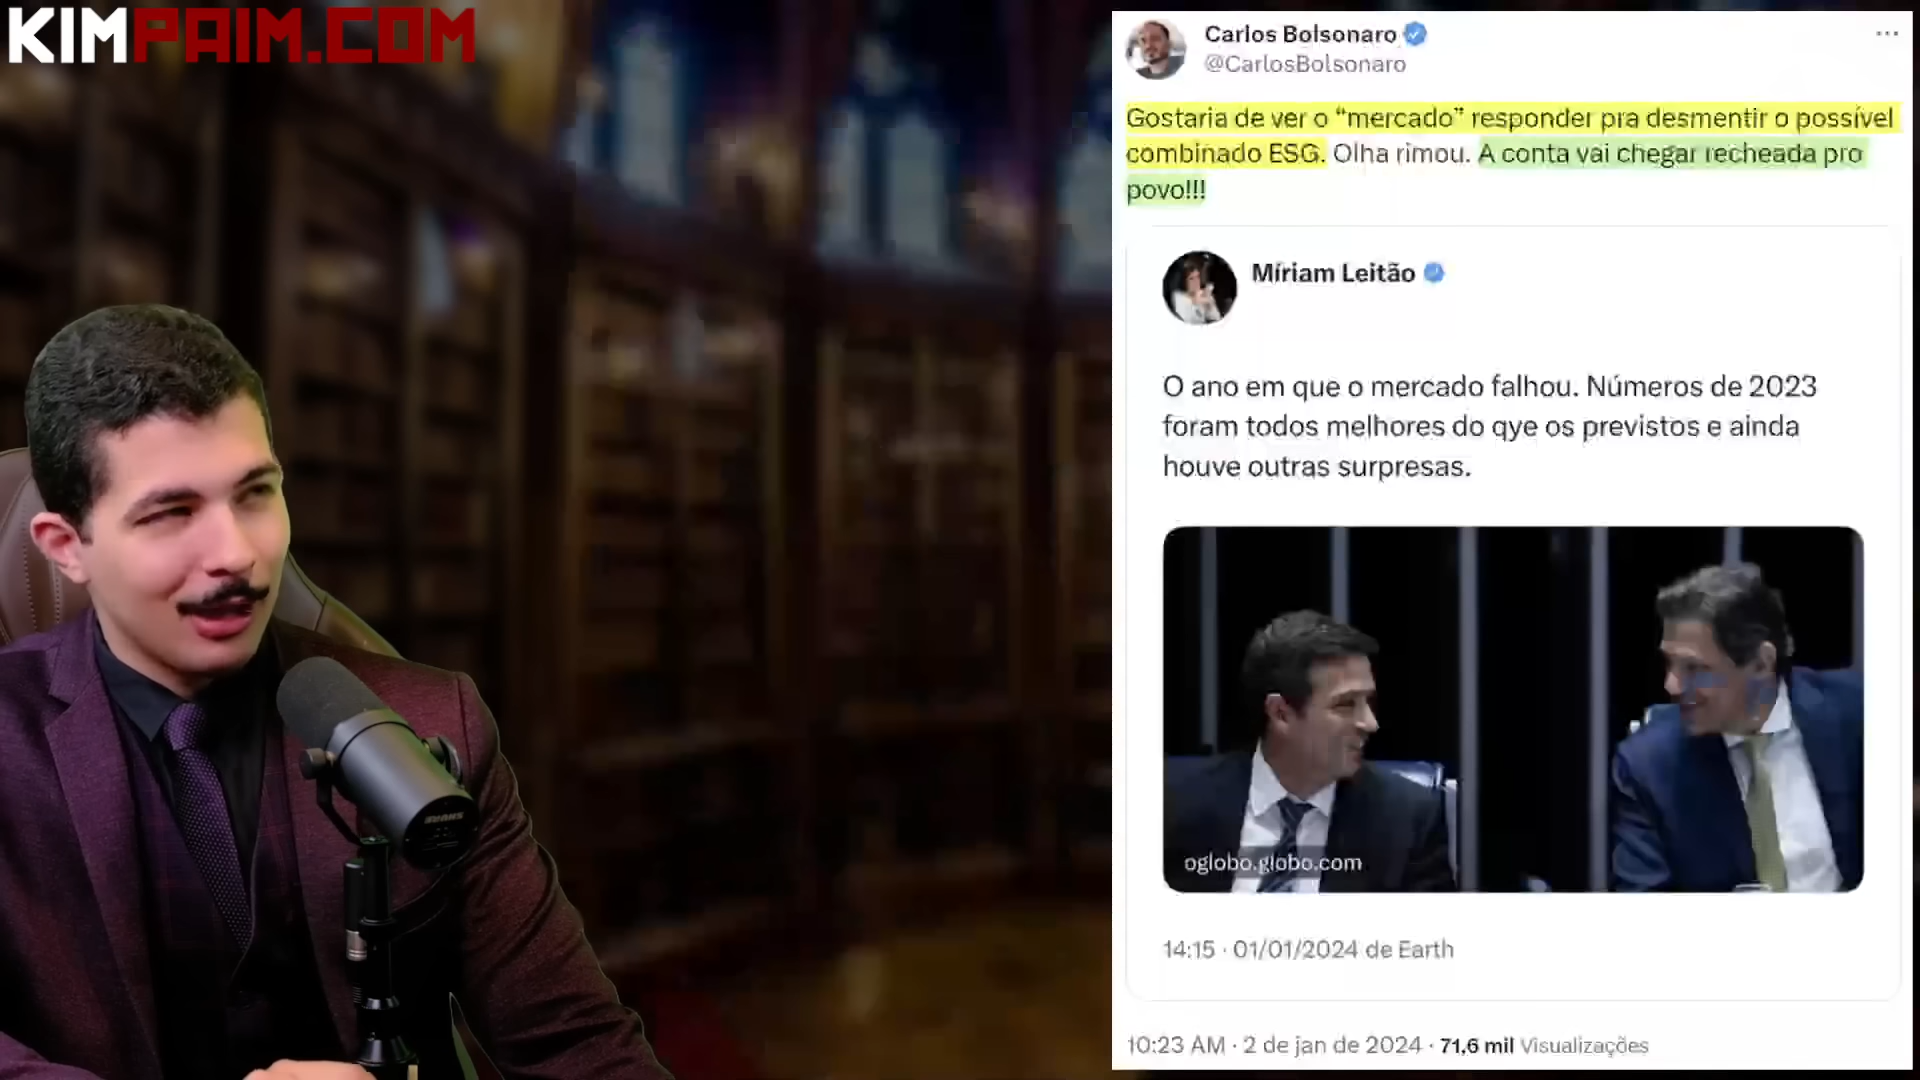 KIMPAIM.COM
Carlos Bolsonaro
@CarlosBolsonaro
Gostaria de ver o “mercado” responder pra desmentir o possível
combinado ESG. Olha rimou. A conta vai chegar recheada pro
povo!!!
Míriam Leitão
O ano em que o mercado falhou. Números de 2023
foram todos melhores do qye os previstos e ainda
houve outras surpresas.
oglobo.globo.com
14:15 · 01/01/2024 de Earth
10:23 AM · 2 de jan de 2024 · 71,6 mil Visualizações